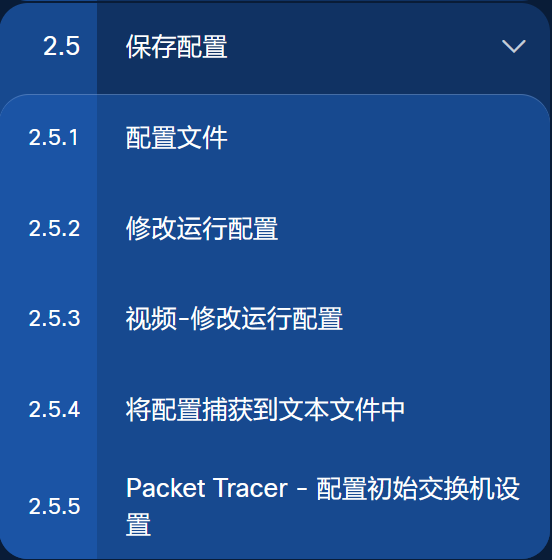 2.5 保存配置
2.5.1 配置文件
2.5.2 修改运行配置
2.5.3 视频-修改运行配置
2.5.4 将配置捕获到文本文件中
2.5.5 Packet Tracer - 配置初始交换机设
置